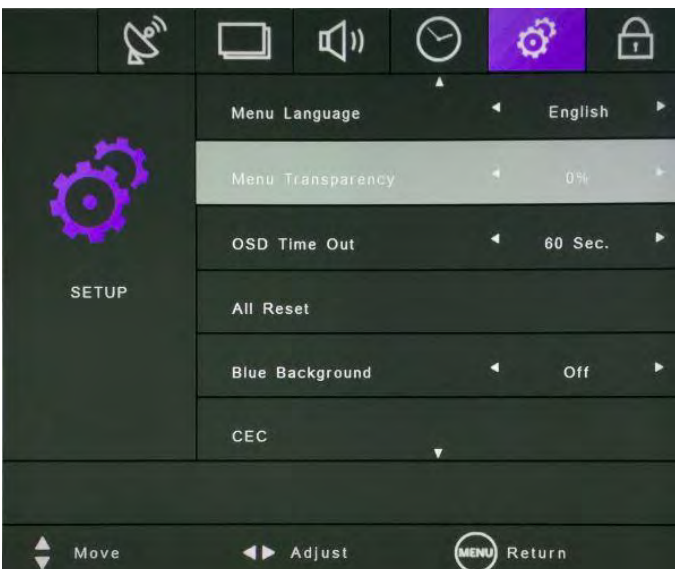 Menu Language English
Menu Transparency 0%
OSD Time Out 60 Sec.
SETUP
All Reset
Blue Background Off
CEC
Move Adjust MENU Return